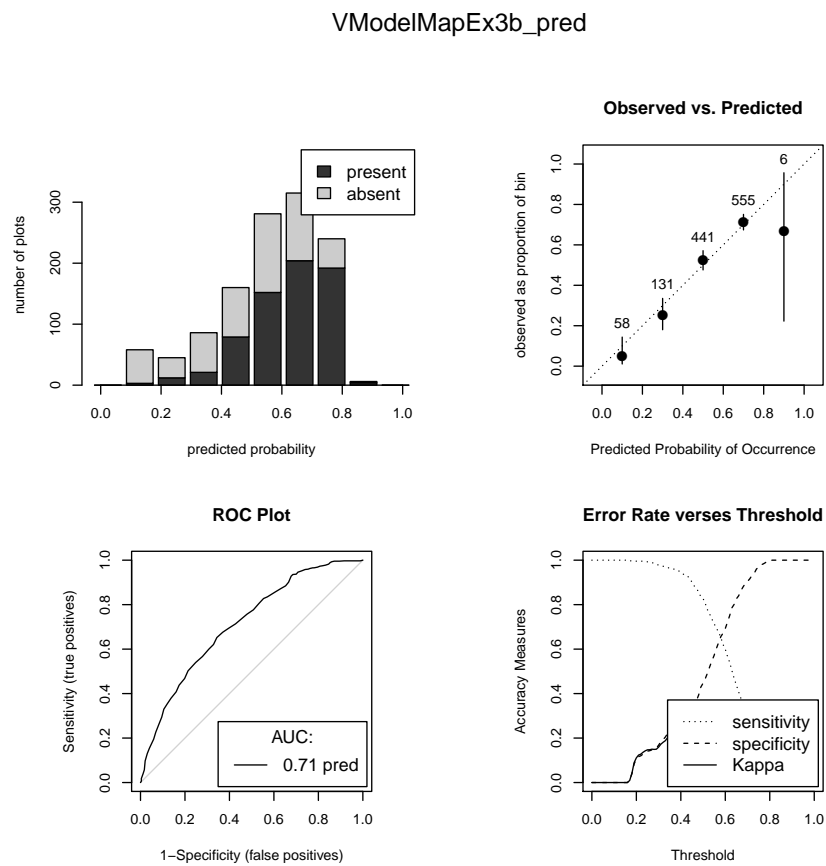 VModelMapEx3b_pred
number of plots
0 100 200 300
present
absent
0.0 0.2 0.4 0.6 0.8 1.0
predicted probability
Observed vs. Predicted
observed as proportion of bin
0.0 0.2 0.4 0.6 0.8 1.0
58
131
441
555
6
0.0 0.2 0.4 0.6 0.8 1.0
Predicted Probability of Occurrence
ROC Plot
Sensitivity (true positives)
0.0 0.2 0.4 0.6 0.8 1.0
AUC:
0.71 pred
0.0 0.2 0.4 0.6 0.8 1.0
1−Specificity (false positives)
Error Rate verses Threshold
Accuracy Measures
0.0 0.2 0.4 0.6 0.8 1.0
sensitivity
specificity
Kappa
0.0 0.2 0.4 0.6 0.8 1.0
Threshold